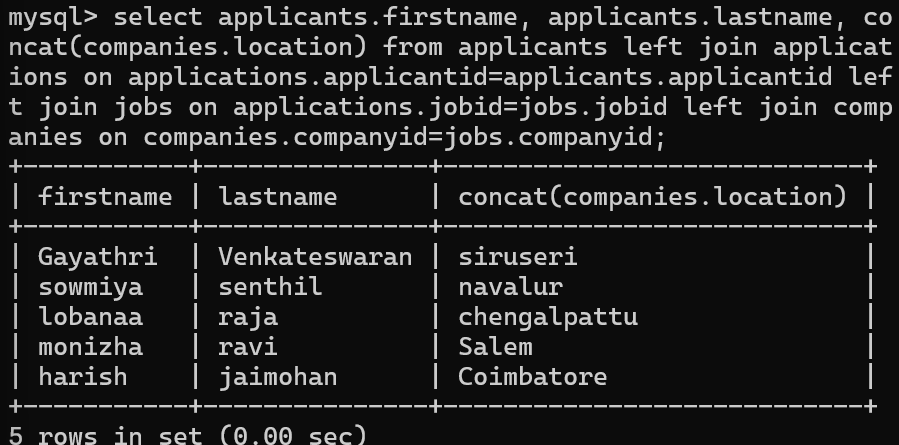 mysql> select applicants.firstname, applicants.lastname, co
ncat(companies.location) from applicants left join applicat
ions on applications.applicantid=applicants.applicantid lef
t join jobs on applications.jobid=jobs.jobid left join comp
anies on companies.companyid=jobs.companyid;
+-----------+---------------+----------------------------+
| firstname | lastname      | concat(companies.location) |
+-----------+---------------+----------------------------+
| Gayathri  | Venkateswaran | siruseri                   |
| sowmiya   | senthil       | navalur                    |
| lobanaa   | raja          | chengalpattu               |
| monizha   | ravi          | Salem                      |
| harish    | jaimohan      | Coimbatore                 |
+-----------+---------------+----------------------------+
5 rows in set (0.00 sec)